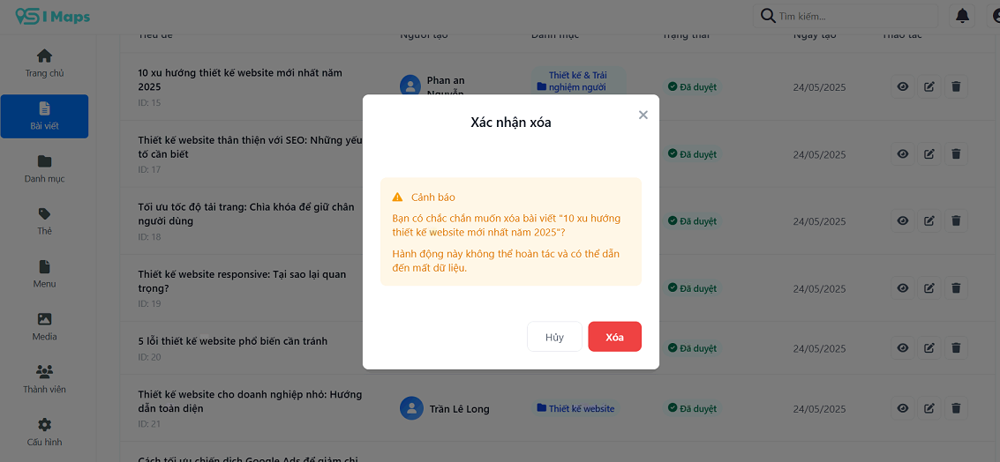 SI Maps
Tìm kiếm...
Tiêu đề Người tạo Danh mục Trạng thái Ngày tạo Thao tác
Trang chủ
Bài viết
Danh mục
Thẻ
Menu
Media
Thành viên
Cấu hình
10 xu hướng thiết kế website mới nhất năm
2025
ID: 15
Phan an
Nguyễn
Thiết kế & Trải
nghiệm người
Đã duyệt
24/05/2025
Thiết kế website thân thiện với SEO: Những yếu
tố cần biết
ID: 17
Đã duyệt
24/05/2025
Tối ưu tốc độ tải trang: Chìa khóa để giữ chân
người dùng
ID: 18
Đã duyệt
24/05/2025
Thiết kế website responsive: Tại sao lại quan
trọng?
ID: 19
Đã duyệt
24/05/2025
5 lỗi thiết kế website phổ biến cần tránh
ID: 20
Đã duyệt
24/05/2025
Thiết kế website cho doanh nghiệp nhỏ: Hướng
dẫn toàn diện
ID: 21
Trần Lê Long
Thiết kế website
Đã duyệt
24/05/2025
Cách tối ưu chiến dịch Google Ads để giảm chi
Xác nhận xóa
Cảnh báo
Bạn có chắc chắn muốn xóa bài viết "10 xu hướng
thiết kế website mới nhất năm 2025"?
Hành động này không thể hoàn tác và có thể dẫn
đến mất dữ liệu.
Hủy
Xóa